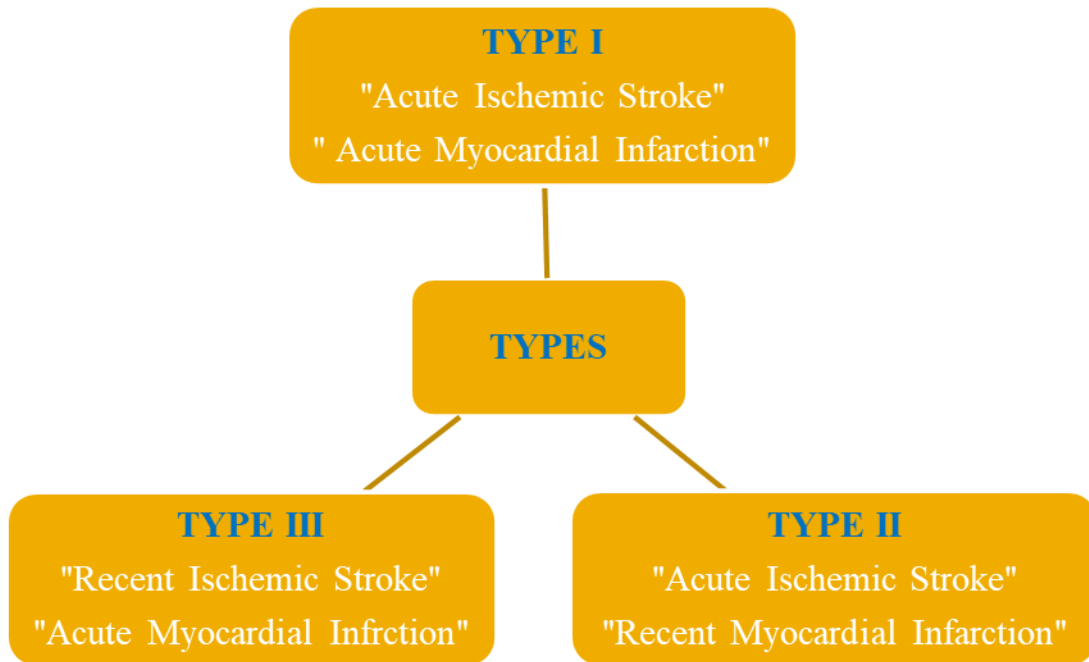 TYPE I
"Acute Ischemic Stroke"
" Acute Myocardial Infarction"
TYPES
TYPE III
"Recent Ischemic Stroke"
"Acute Myocardial Infrction"
TYPE II
"Acute Ischemic Stroke"
"Recent Myocardial Infarction"